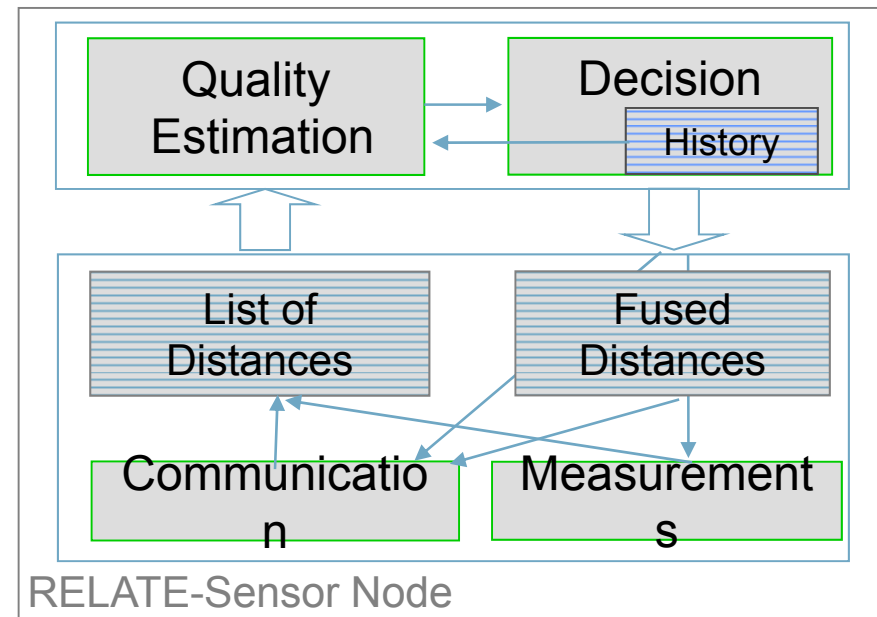 Quality
Estimation
Decision
History
List of
Distances
Fused
Distances
Communicatio
n
Measurement
s
RELATE-Sensor Node